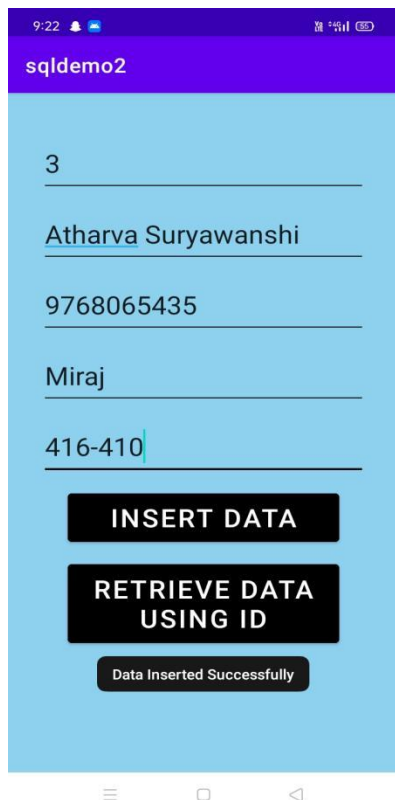 9:22
55
sqldemo2
3
Atharva Suryawanshi
9768065435
Miraj
416-410
INSERT DATA
RETRIEVE DATA
USING ID
Data Inserted Successfully